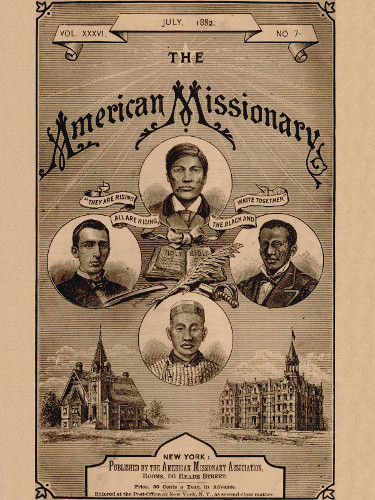 JULY, 1882.
VOL. XXXVI.
NO. 7.
THE
American Missionary
"THEY ARE RISING
ALL ARE RISING,
THE BLACK AND
WHITE TOGETHER"
HOLY BIBLE
NEW YORK:
PUBLISHED BY THE AMERICAN MISSIONARY ASSOCIATION,
ROOMS, 56 READE STREET.
Price, 50 Cents a Year, in Advance.
Entered at the Post-Office at New York, N. Y., as second-class matter.